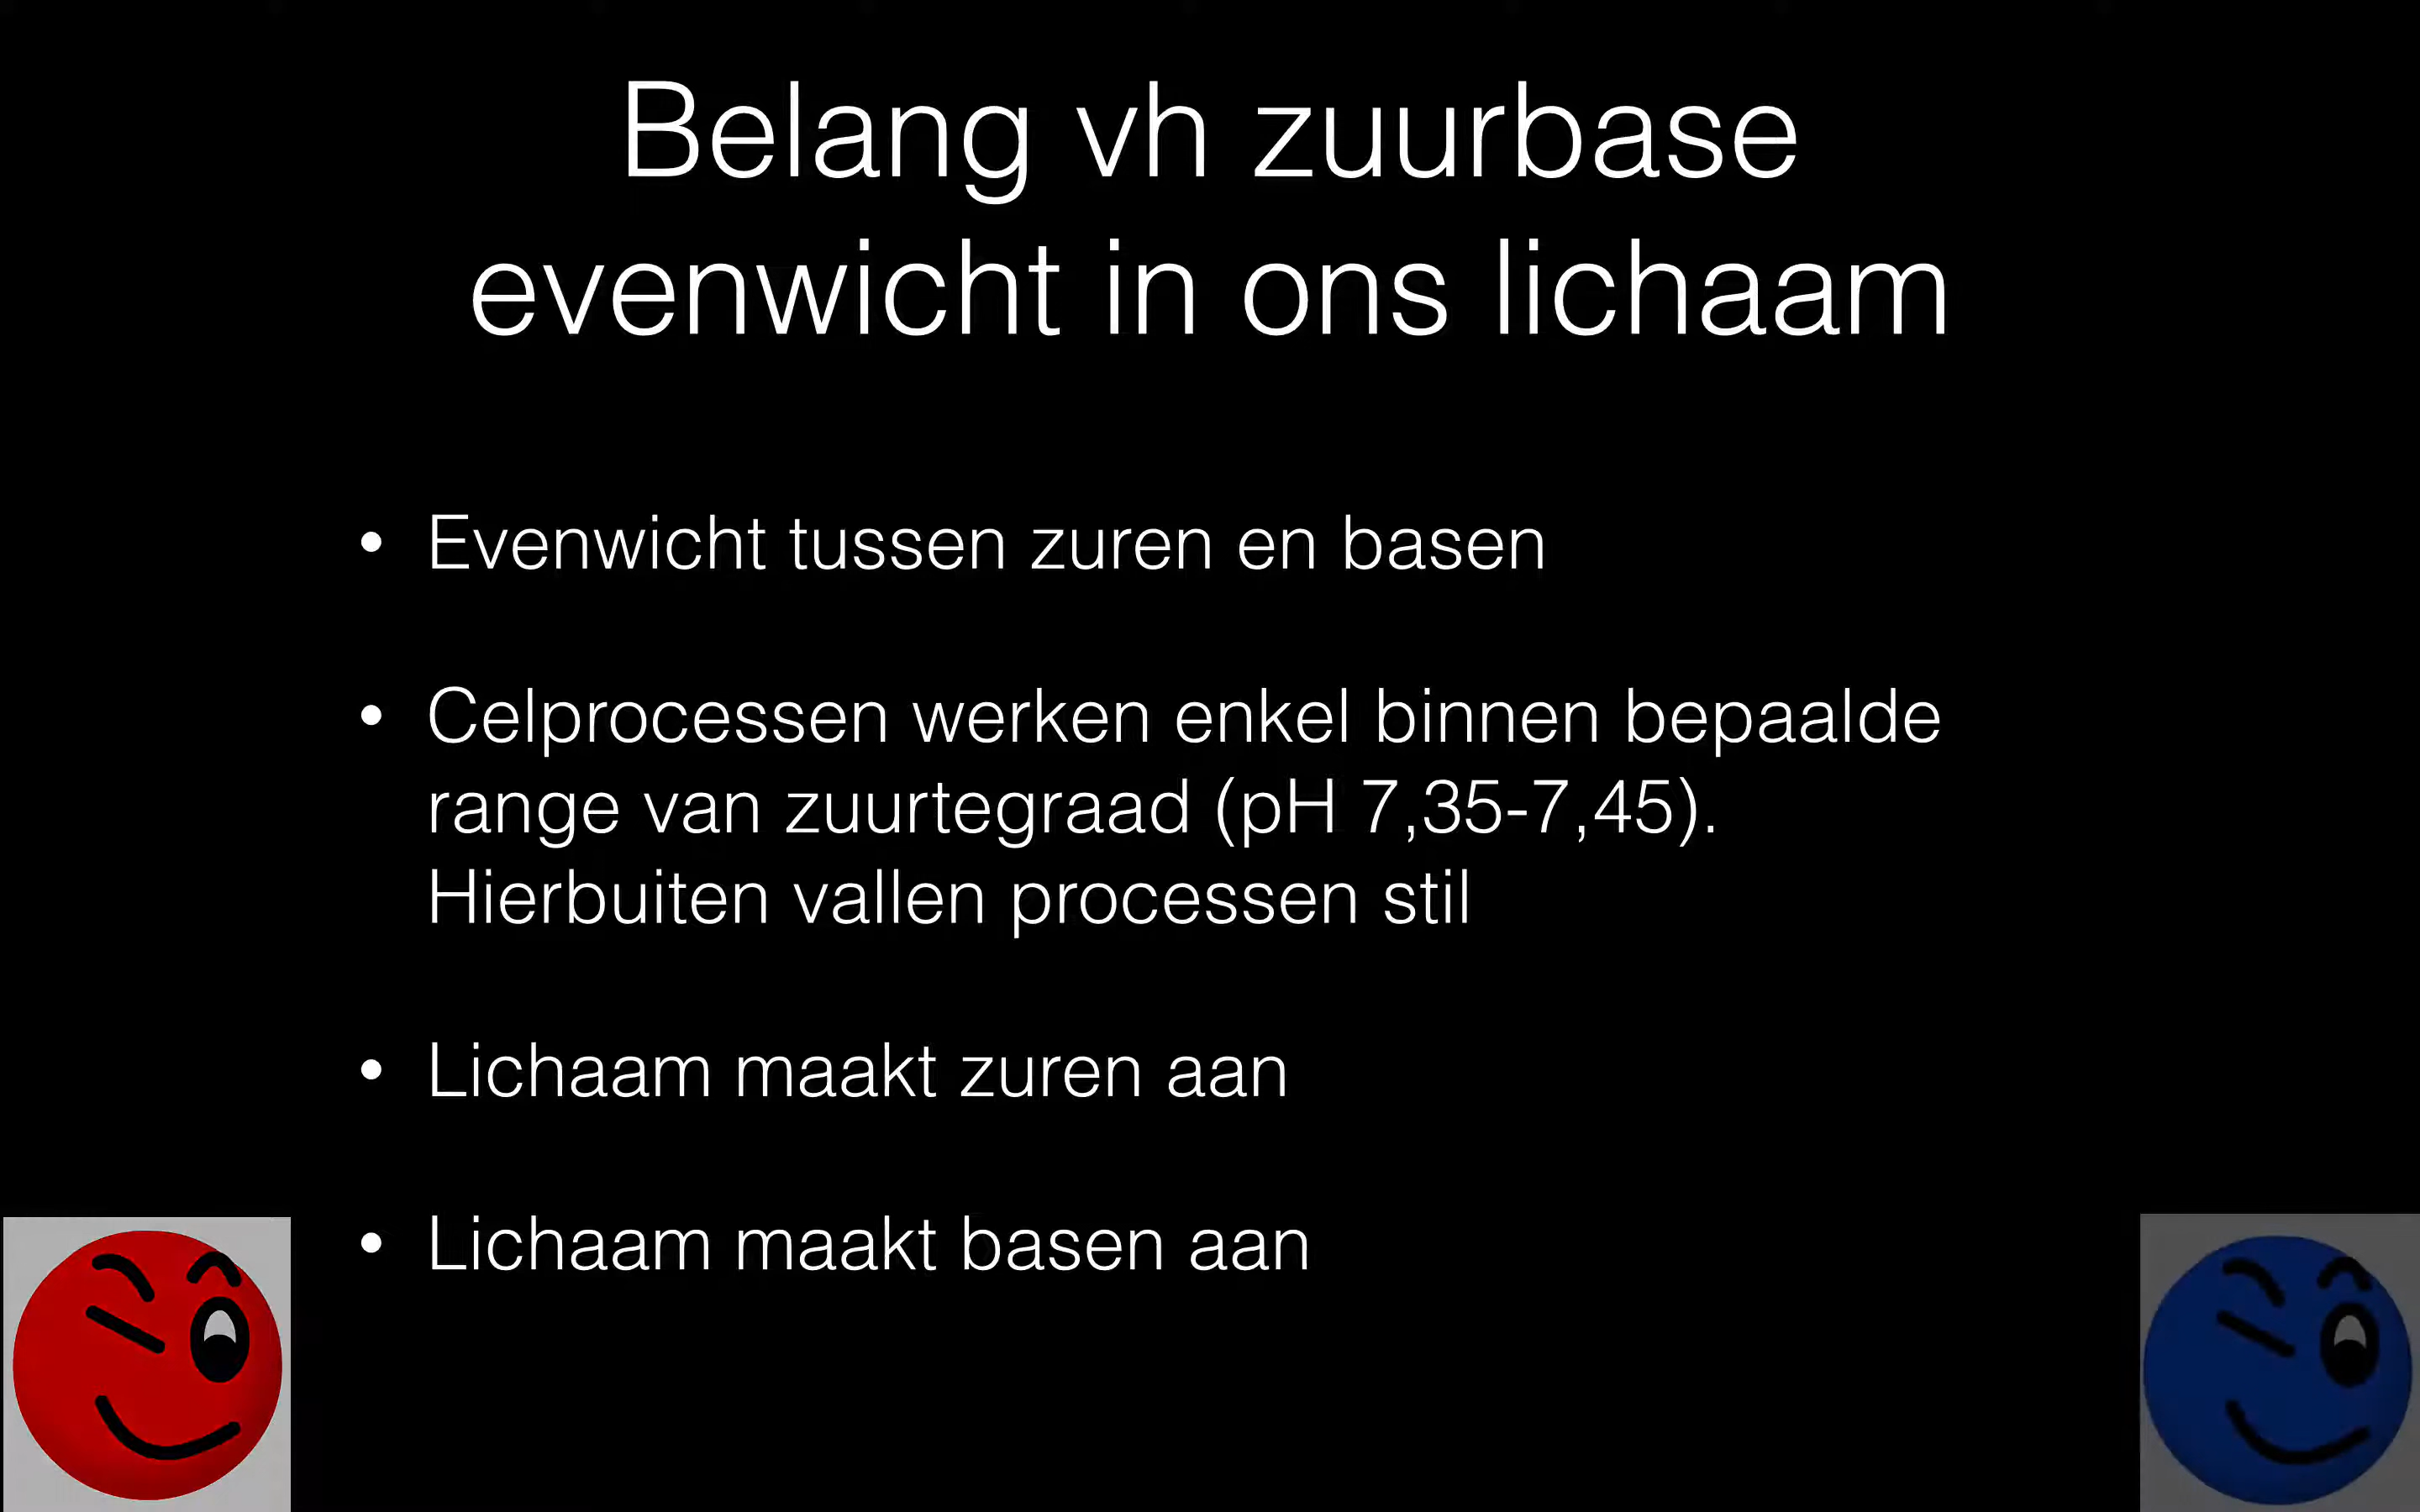 Belang vh zuurbase
evenwicht in ons lichaam
• Evenwicht tussen zuren en basen
• Celprocessen werken enkel binnen bepaalde
range van zuurtegraad (pH 7,35-7,45).
Hierbuiten vallen processen stil
• Lichaam maakt zuren aan
• Lichaam maakt basen aan